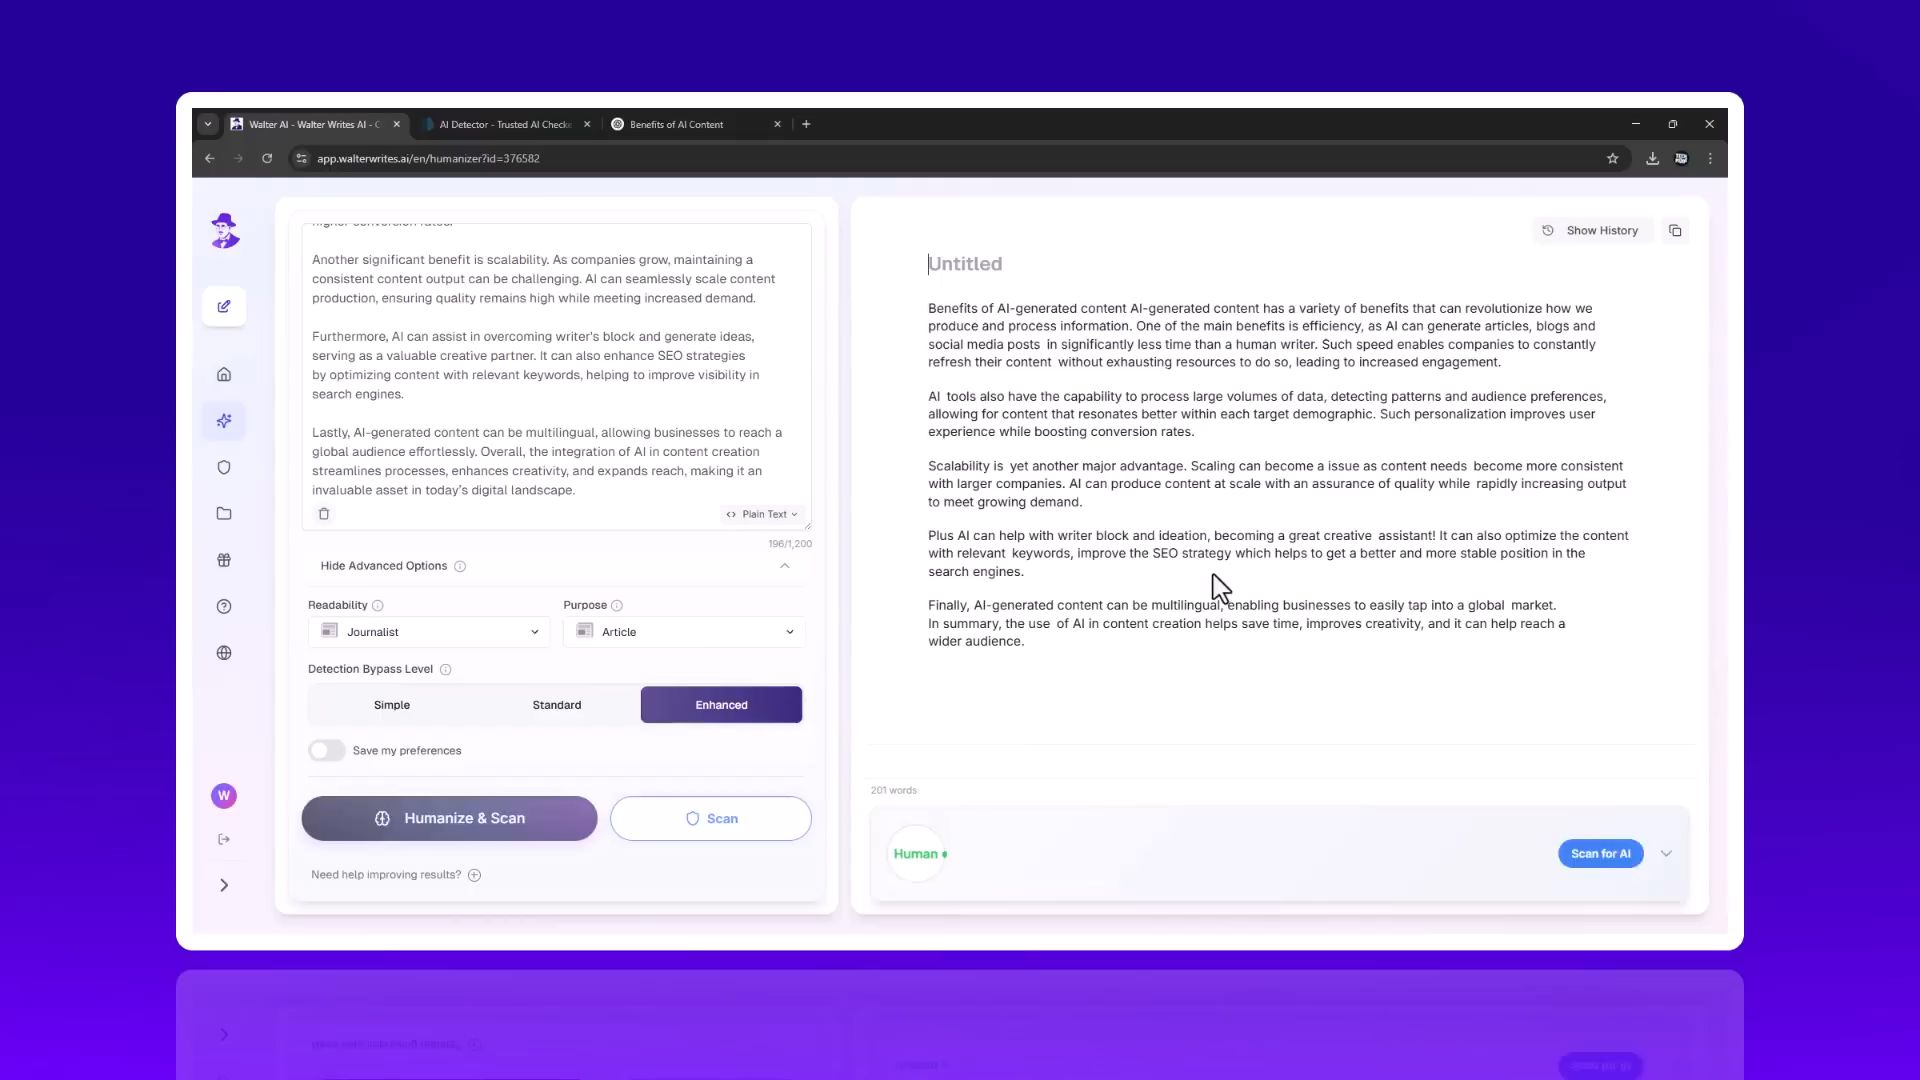 Walter AI - Walter Writes AI - C
AI Detector - Trusted AI Checke
Benefits of AI Content
app.walterwrites.ai/en/humanizer?id=376582
higher conversion rates.
Another significant benefit is scalability. As companies grow, maintaining a
consistent content output can be challenging. AI can seamlessly scale content
production, ensuring quality remains high while meeting increased demand.
Furthermore, AI can assist in overcoming writer's block and generate ideas,
serving as a valuable creative partner. It can also enhance SEO strategies
by optimizing content with relevant keywords, helping to improve visibility in
search engines.
Lastly, AI-generated content can be multilingual, allowing businesses to reach a
global audience effortlessly. Overall, the integration of AI in content creation
streamlines processes, enhances creativity, and expands reach, making it an
invaluable asset in today's digital landscape.
<> Plain Text
196/1,200
Hide Advanced Options
Readability
Purpose
Journalist
Article
Detection Bypass Level
Simple
Standard
Enhanced
Save my preferences
Humanize & Scan
Scan
Need help improving results?
W
Show History
Untitled
Benefits of AI-generated content AI-generated content has a variety of benefits that can revolutionize how we
produce and process information. One of the main benefits is efficiency, as AI can generate articles, blogs and
social media posts in significantly less time than a human writer. Such speed enables companies to constantly
refresh their content without exhausting resources to do so, leading to increased engagement.
AI tools also have the capability to process large volumes of data, detecting patterns and audience preferences,
allowing for content that resonates better within each target demographic. Such personalization improves user
experience while boosting conversion rates.
Scalability is yet another major advantage. Scaling can become a issue as content needs become more consistent
with larger companies. AI can produce content at scale with an assurance of quality while rapidly increasing output
to meet growing demand.
Plus AI can help with writer block and ideation, becoming a great creative assistant! It can also optimize the content
with relevant keywords, improve the SEO strategy which helps to get a better and more stable position in the
search engines.
Finally, AI-generated content can be multilingual, enabling businesses to easily tap into a global market.
In summary, the use of AI in content creation helps save time, improves creativity, and it can help reach a
wider audience.
201 words
Human
Scan for AI